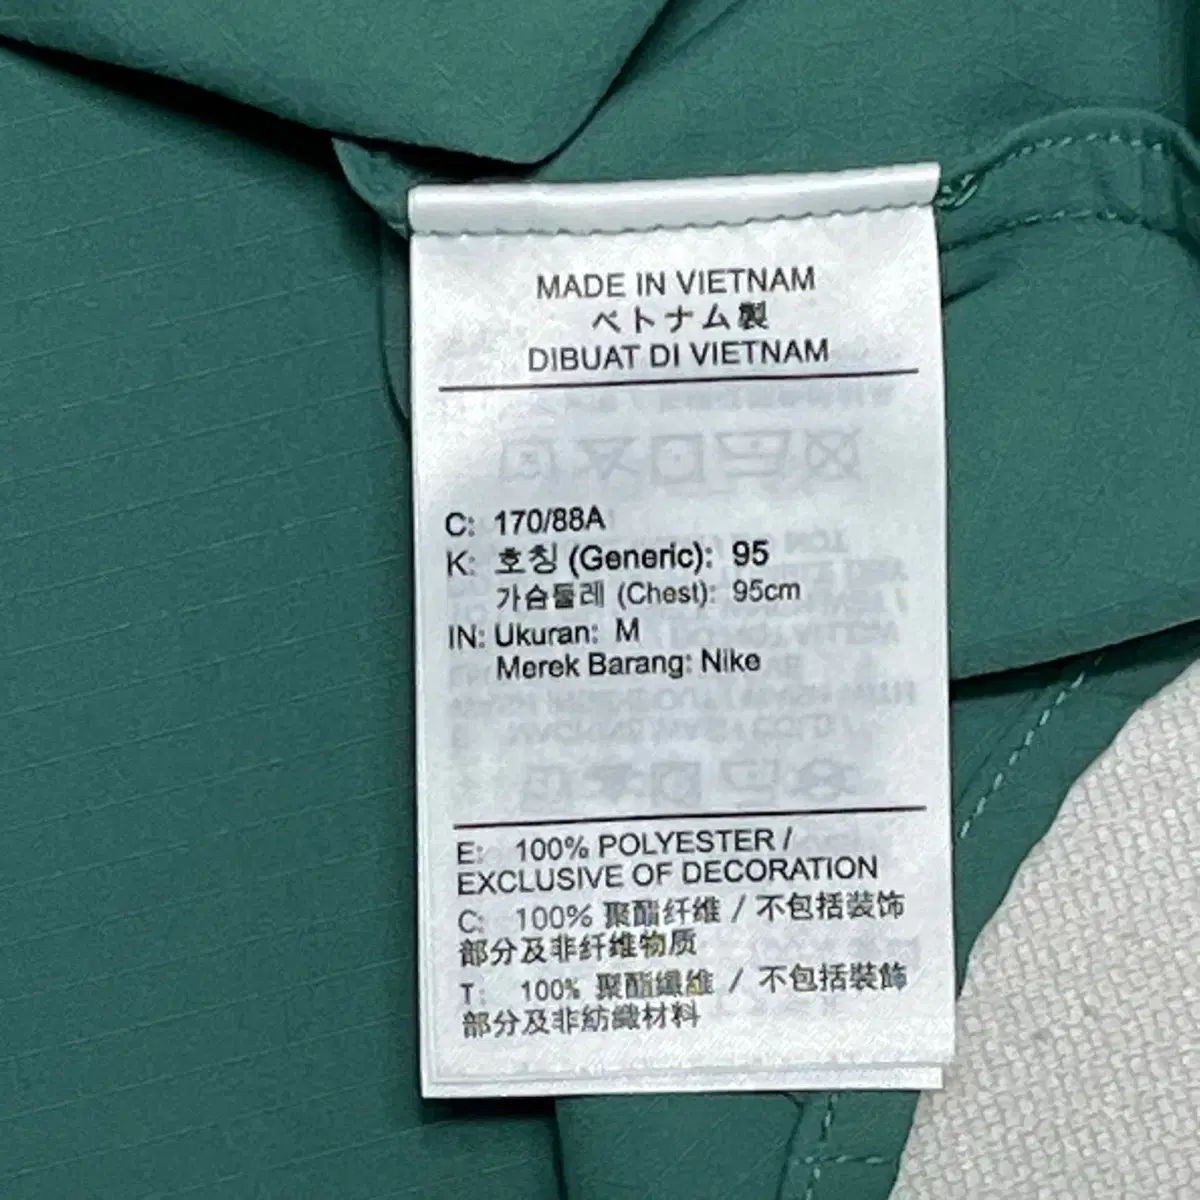 MADE IN VIETNAM
ベトナム製
DIBUAT DI VIETNAM
C: 170/88A
K: 호칭 (Generic): 95
가슴둘레 (Chest): 95cm
IN: Ukuran: M
Merek Barang: Nike
E: 100% POLYESTER /
EXCLUSIVE OF DECORATION
C: 100% 聚酯纤维 / 不包括装饰
部分及非纤维物质
T: 100% 聚酯纖維 / 不包括裝飾
部分及非紡織材料